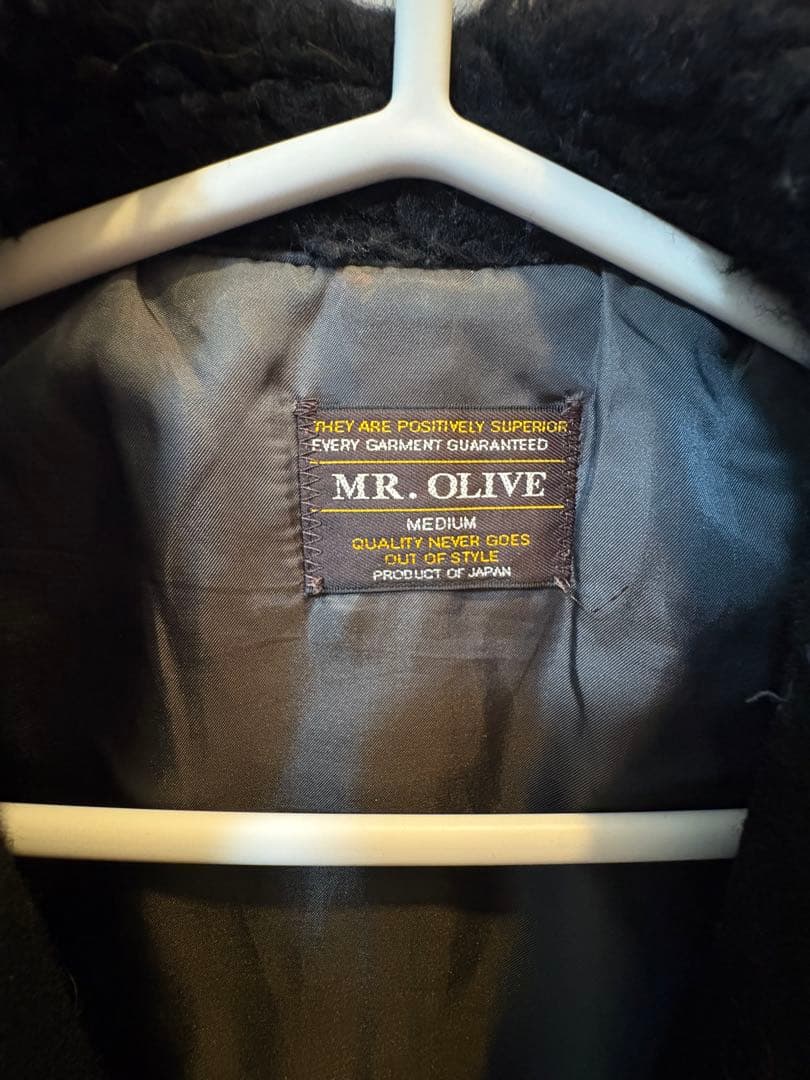 THEY ARE POSITIVELY SUPERIOR
EVERY GARMENT GUARANTEED
MR. OLIVE
MEDIUM
QUALITY NEVER GOES
OUT OF STYLE
PRODUCT OF JAPAN